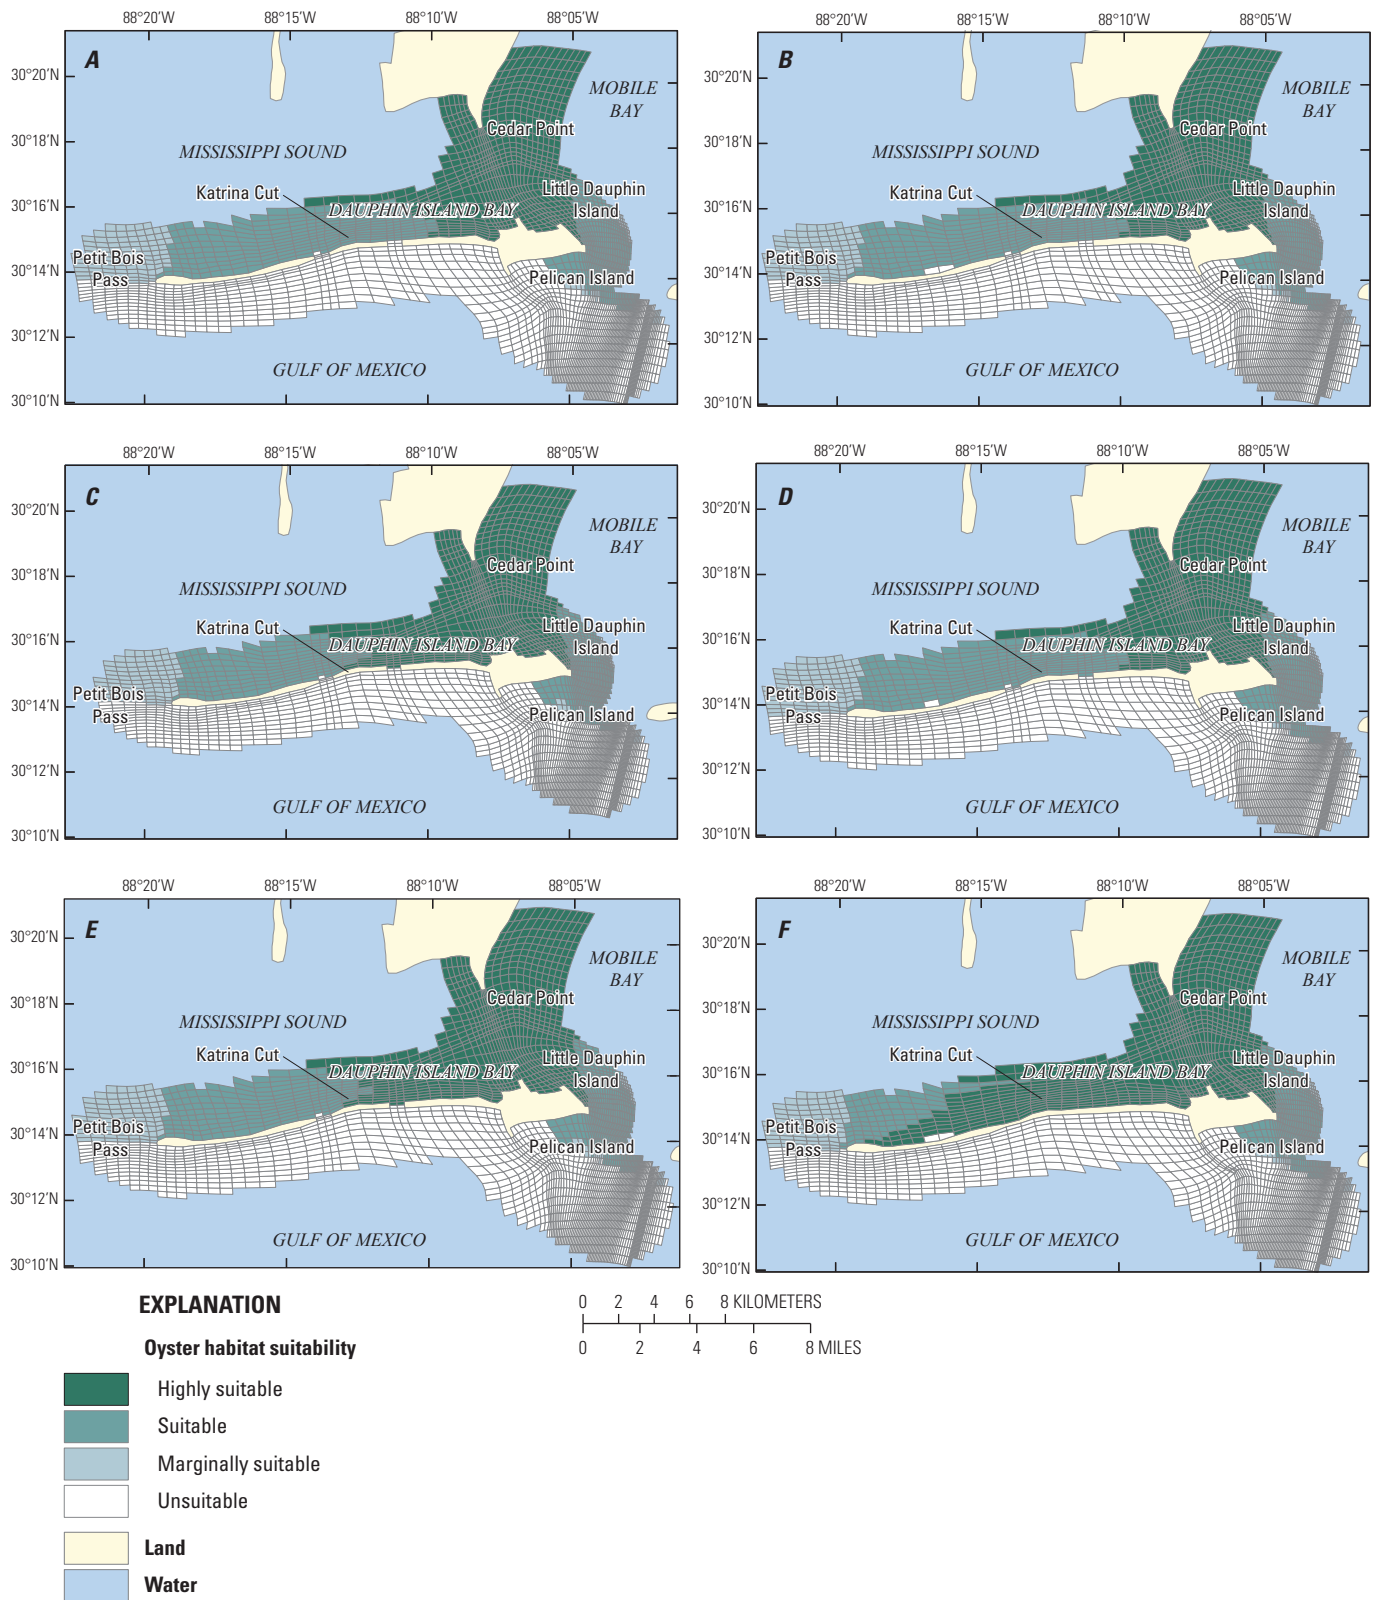 88°20'W 88°15'W 88°10'W 88°05'W
A
30°20'N
30°18'N
30°16'N
30°14'N
30°12'N
30°10'N
MOBILE
BAY
Cedar Point
MISSISSIPPI SOUND
Katrina Cut
Little Dauphin
Island
DAUPHIN ISLAND BAY
Petit Bois
Pass
Pelican Island
GULF OF MEXICO
88°20'W 88°15'W 88°10'W 88°05'W
B
30°20'N
30°18'N
30°16'N
30°14'N
30°12'N
30°10'N
MOBILE
BAY
Cedar Point
MISSISSIPPI SOUND
Katrina Cut
Little Dauphin
Island
DAUPHIN ISLAND BAY
Petit Bois
Pass
Pelican Island
GULF OF MEXICO
88°20'W 88°15'W 88°10'W 88°05'W
C
30°20'N
30°18'N
30°16'N
30°14'N
30°12'N
30°10'N
MOBILE
BAY
Cedar Point
MISSISSIPPI SOUND
Katrina Cut
Little Dauphin
Island
DAUPHIN ISLAND BAY
Petit Bois
Pass
Pelican Island
GULF OF MEXICO
88°20'W 88°15'W 88°10'W 88°05'W
D
30°20'N
30°18'N
30°16'N
30°14'N
30°12'N
30°10'N
MOBILE
BAY
Cedar Point
MISSISSIPPI SOUND
Katrina Cut
Little Dauphin
Island
DAUPHIN ISLAND BAY
Petit Bois
Pass
Pelican Island
GULF OF MEXICO
88°20'W 88°15'W 88°10'W 88°05'W
E
30°20'N
30°18'N
30°16'N
30°14'N
30°12'N
30°10'N
MOBILE
BAY
Cedar Point
MISSISSIPPI SOUND
Katrina Cut
Little Dauphin
Island
DAUPHIN ISLAND BAY
Petit Bois
Pass
Pelican Island
GULF OF MEXICO
88°20'W 88°15'W 88°10'W 88°05'W
F
30°20'N
30°18'N
30°16'N
30°14'N
30°12'N
30°10'N
MOBILE
BAY
Cedar Point
MISSISSIPPI SOUND
Katrina Cut
Little Dauphin
Island
DAUPHIN ISLAND BAY
Petit Bois
Pass
Pelican Island
GULF OF MEXICO
EXPLANATION
Oyster habitat suitability
Highly suitable
Suitable
Marginally suitable
Unsuitable
Land
Water
0 2 4 6 8 KILOMETERS
0 2 4 6 8 MILES